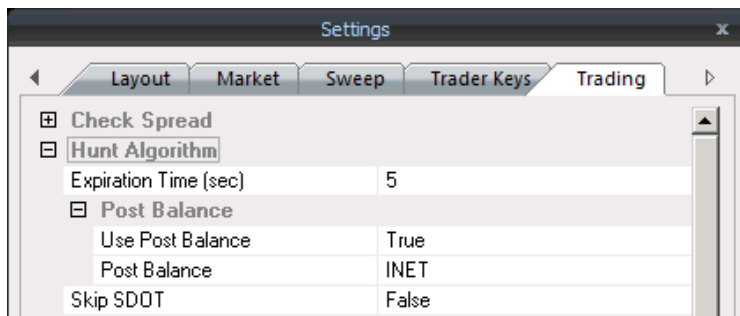 Settings x
Layout Market Sweep Trader Keys Trading
Check Spread
Hunt Algorithm
Expiration Time (sec) 5
Post Balance
Use Post Balance True
Post Balance INET
Skip SDOT False